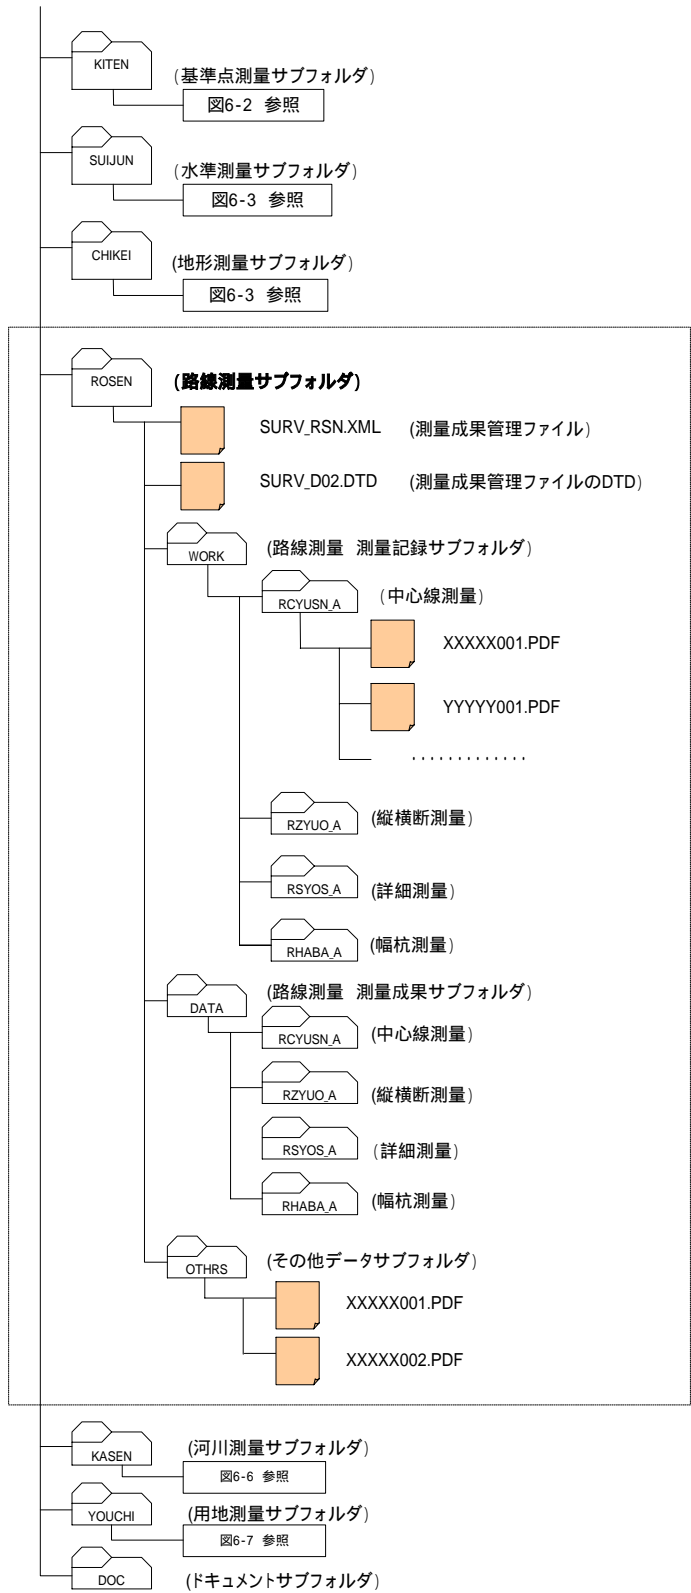 KITEN (基準点測量サブフォルダ)
図6-2 参照
SUIJUN (水準測量サブフォルダ)
図6-3 参照
CHIKEI (地形測量サブフォルダ)
図6-3 参照
ROSEN (路線測量サブフォルダ)
SURV_RSN.XML (測量成果管理ファイル)
SURV_D02.DTD (測量成果管理ファイルのDTD)
WORK (路線測量 測量記録サブフォルダ)
RCYUSN_A (中心線測量)
XXXXX001.PDF
YYYYY001.PDF
・・・・・・・・・・・・・
RZYUO_A (縦横断測量)
RSYOS_A (詳細測量)
RHABA_A (幅杭測量)
DATA (路線測量 測量成果サブフォルダ)
RCYUSN_A (中心線測量)
RZYUO_A (縦横断測量)
RSYOS_A (詳細測量)
RHABA_A (幅杭測量)
OTHRS (その他データサブフォルダ)
XXXXX001.PDF
XXXXX002.PDF
KASEN (河川測量サブフォルダ)
図6-6 参照
YOUCHI (用地測量サブフォルダ)
図6-7 参照
DOC (ドキュメントサブフォルダ)